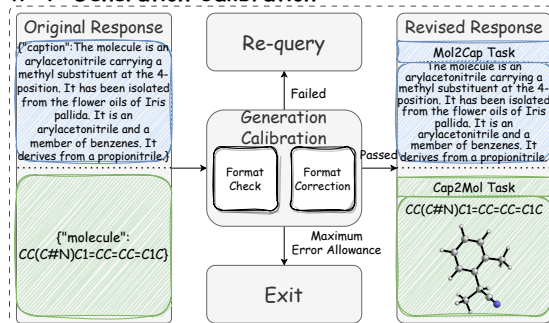 Original Response
{"caption":The molecule is an
arylacetonitrile carrying a
methyl substituent at the 4-
position. It has been isolated
from the flower oils of Iris
pallida. It is an
arylacetonitrile and a
member of benzenes. It
derives from a propionitrile.}
{"molecule":
CC(C#N)C1=CC=CC=C1C}
Re-query
Failed
Generation
Calibration
Format
Check
Format
Correction
Passed
Maximum
Error Allowance
Exit
Revised Response
Mol2Cap Task
The molecule is an
arylacetonitrile carrying a
methyl substituent at the 4-
position. It has been isolated
from the flower oils of Iris
pallida. It is an
arylacetonitrile and a
member of benzenes. It
derives from a propionitrile.
Cap2Mol Task
CC(C#N)C1=CC=CC=C1C